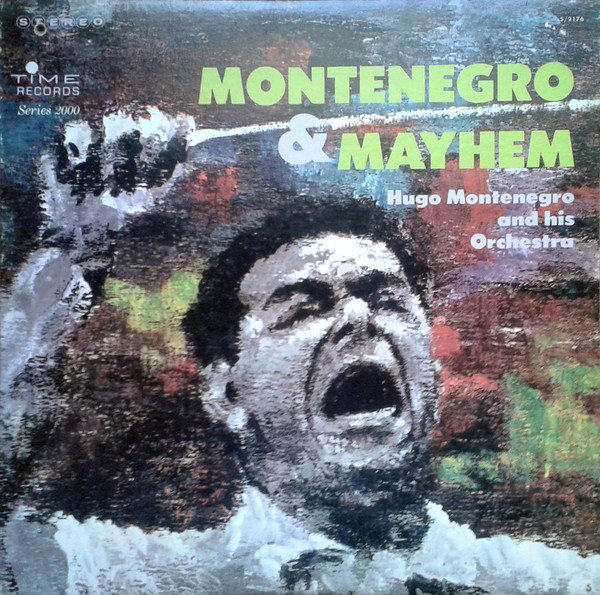 STEREO
S/2176
TIME
RECORDS
Series 2000
MONTENEGRO
& MAYHEM
Hugo Montenegro
and his
Orchestra